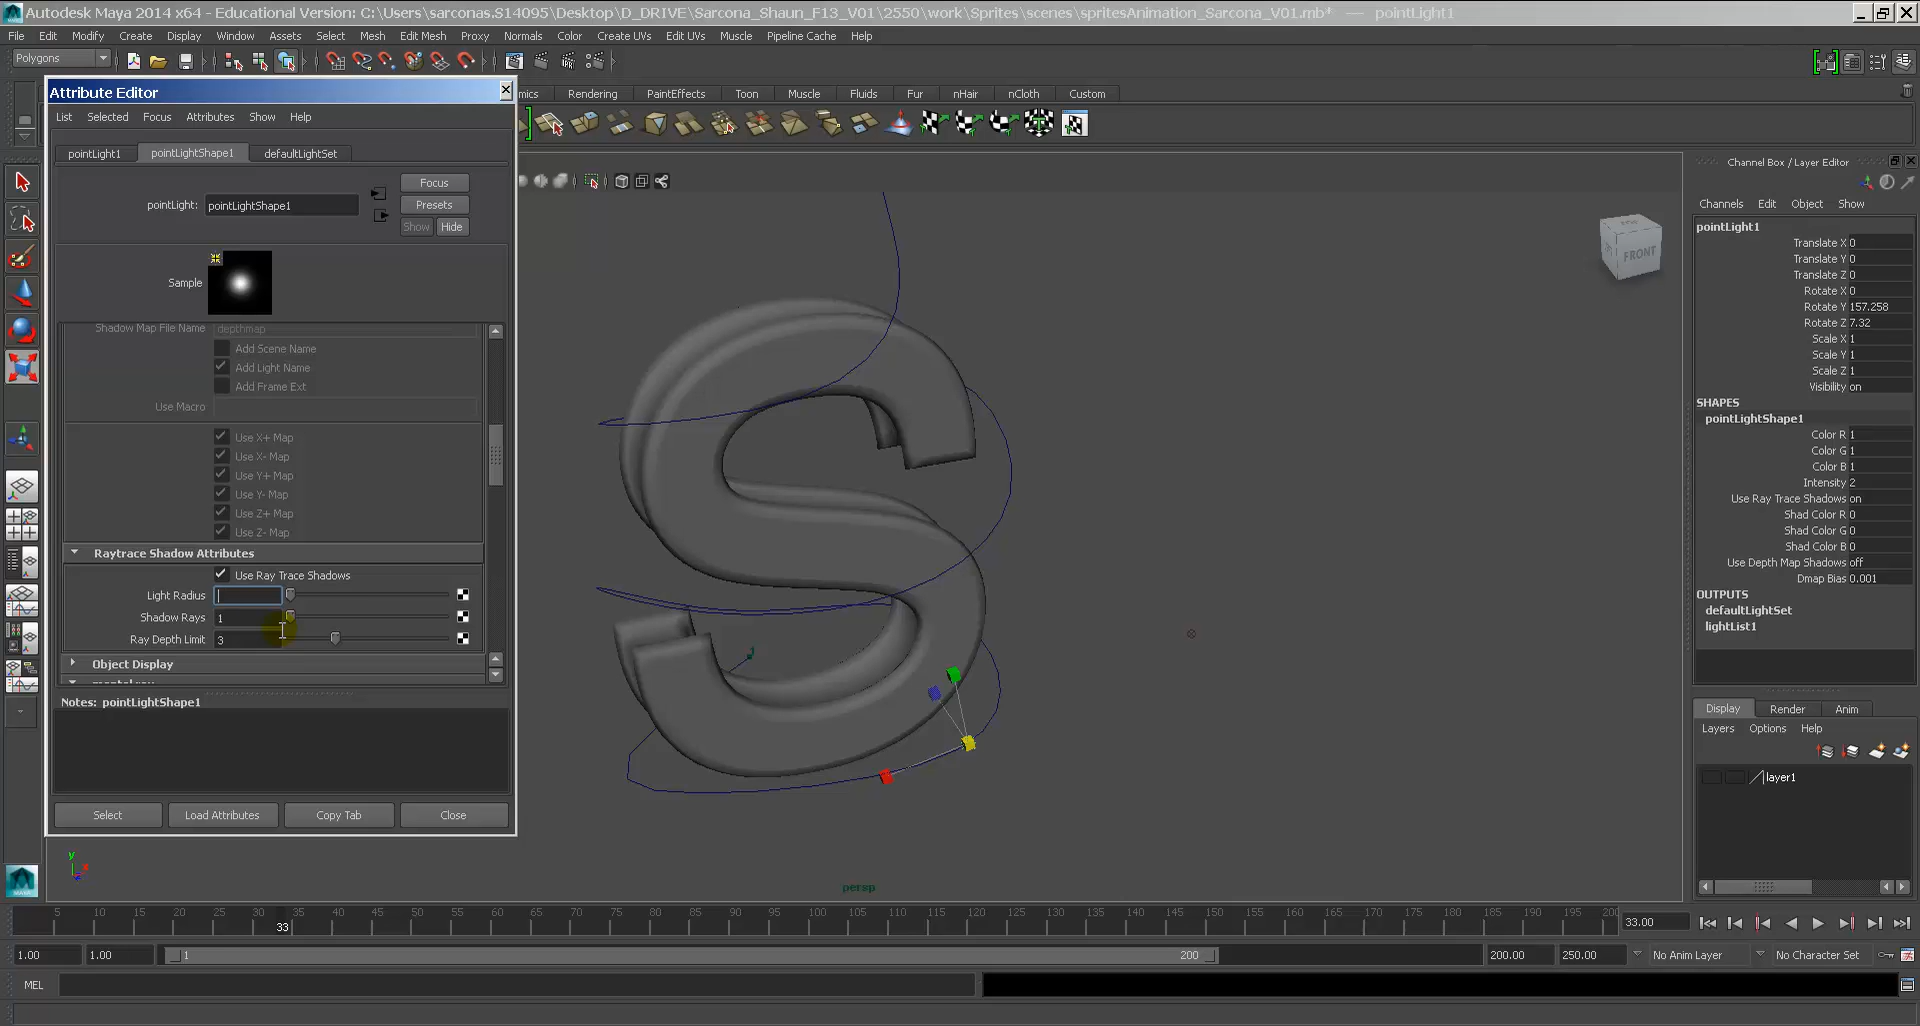 Autodesk Maya 2014 x64 - Educational Version: C:\Users\sarconas.S14095\Desktop\D_DRIVE\Sarcona_Shaun_F13_V01\2550\work\Sprites\scenes\spritesAnimation_Sarcona_V01.mb* --- pointLight1
File Edit Modify Create Display Window Assets Select Mesh Edit Mesh Proxy Normals Color Create UVs Edit UVs Muscle Pipeline Cache Help
Polygons
Attribute Editor
mics Rendering PaintEffects Toon Muscle Fluids Fur nHair nCloth Custom
List Selected Focus Attributes Show Help
pointLight1 pointLightShape1 defaultLightSet
Focus
pointLight: pointLightShape1
Presets
Show Hide
Sample
Shadow Map File Name depthmap
Add Scene Name
Add Light Name
Add Frame Ext
Use Macro
Use X+ Map
Use X- Map
Use Y+ Map
Use Y- Map
Use Z+ Map
Use Z- Map
Raytrace Shadow Attributes
Use Ray Trace Shadows
Light Radius
Shadow Rays 1
Ray Depth Limit 3
Object Display
Notes: pointLightShape1
Select Load Attributes Copy Tab Close
FRONT
persp
y
x
z
Channel Box / Layer Editor
Channels Edit Object Show
pointLight1
Translate X 0
Translate Y 0
Translate Z 0
Rotate X 0
Rotate Y 157.258
Rotate Z 7.32
Scale X 1
Scale Y 1
Scale Z 1
Visibility on
SHAPES
pointLightShape1
Color R 1
Color G 1
Color B 1
Intensity 2
Use Ray Trace Shadows on
Shad Color R 0
Shad Color G 0
Shad Color B 0
Use Depth Map Shadows off
Dmap Bias 0.001
OUTPUTS
defaultLightSet
lightList1
Display Render Anim
Layers Options Help
layer1
5 10 15 20 25 30 35 40 45 50 55 60 65 70 75 80 85 90 95 100 105 110 115 120 125 130 135 140 145 150 155 160 165 170 175 180 185 190 195 200
33
33.00
1.00 1.00 1 200 200.00 250.00 No Anim Layer No Character Set
MEL